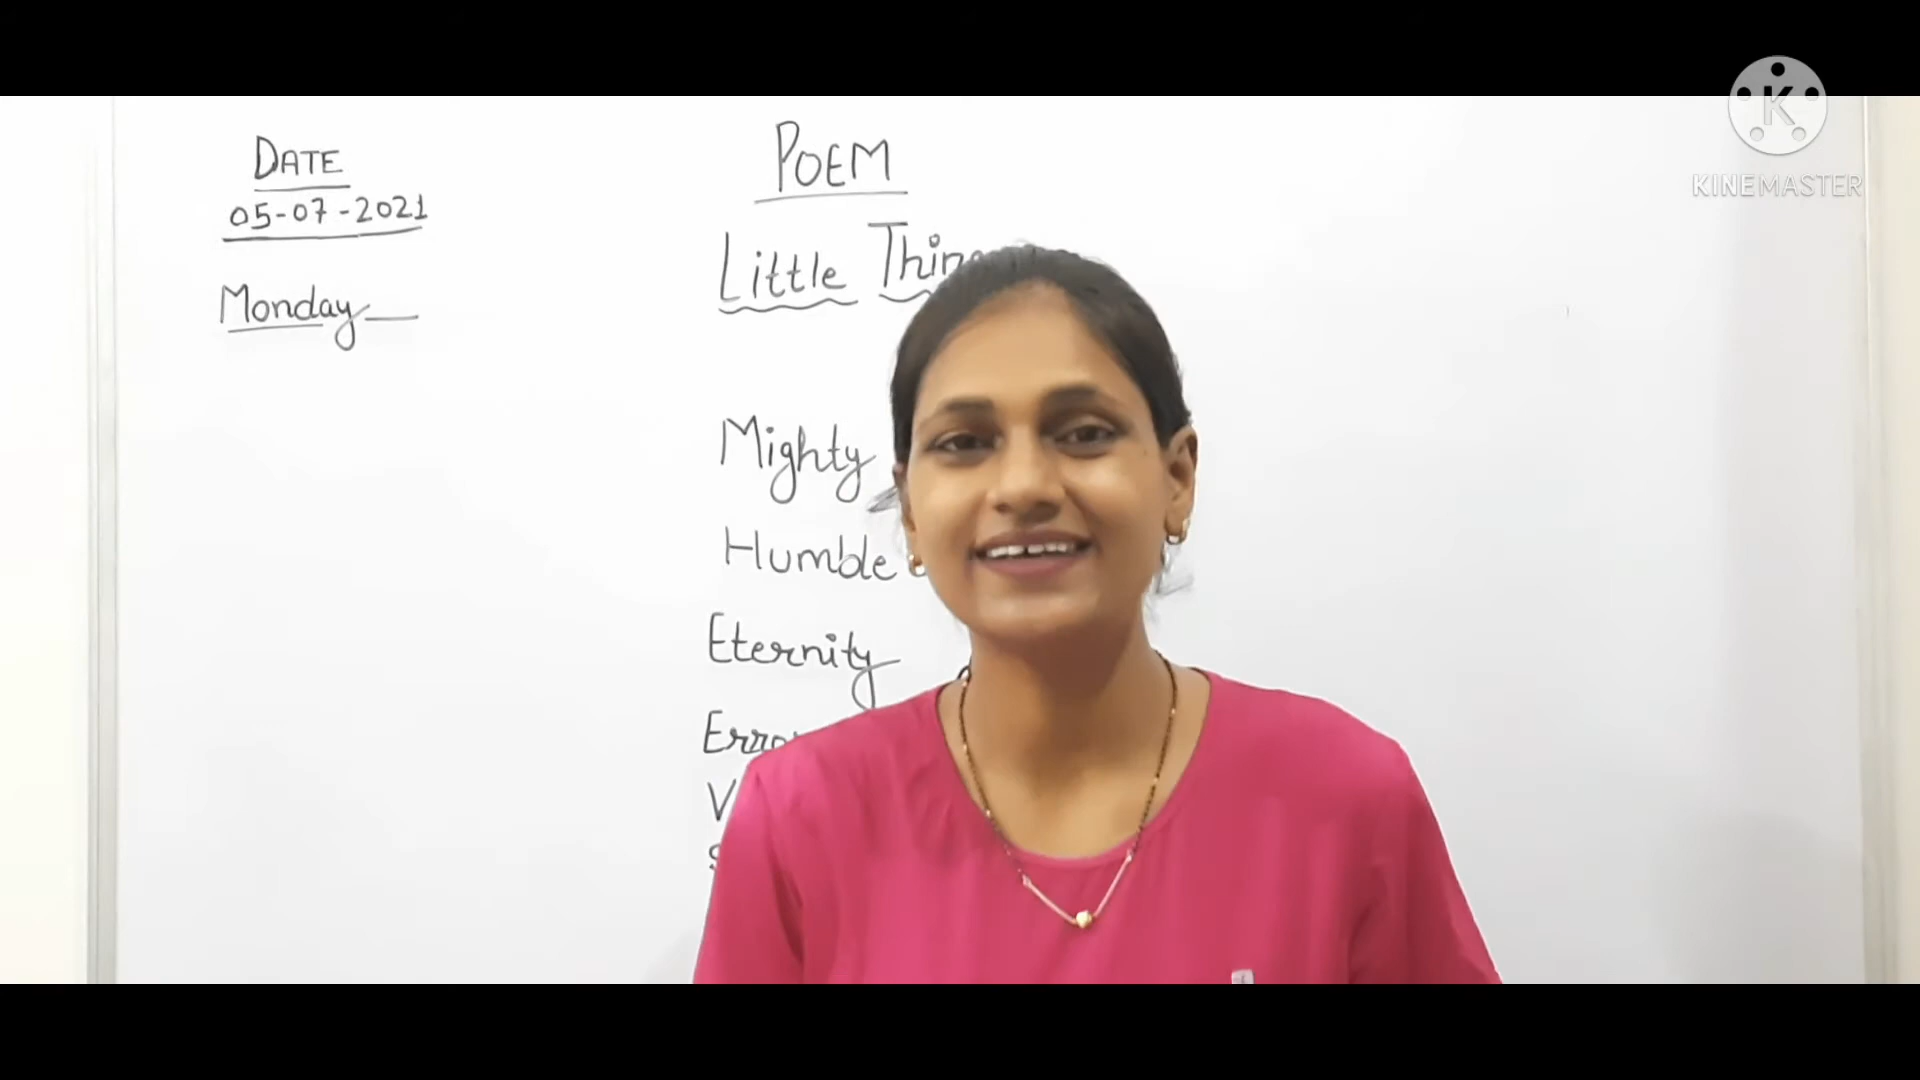 DATE
05-07-2021
Monday
POEM
Little
Mighty
Humble
Eternity
KINEMASTER